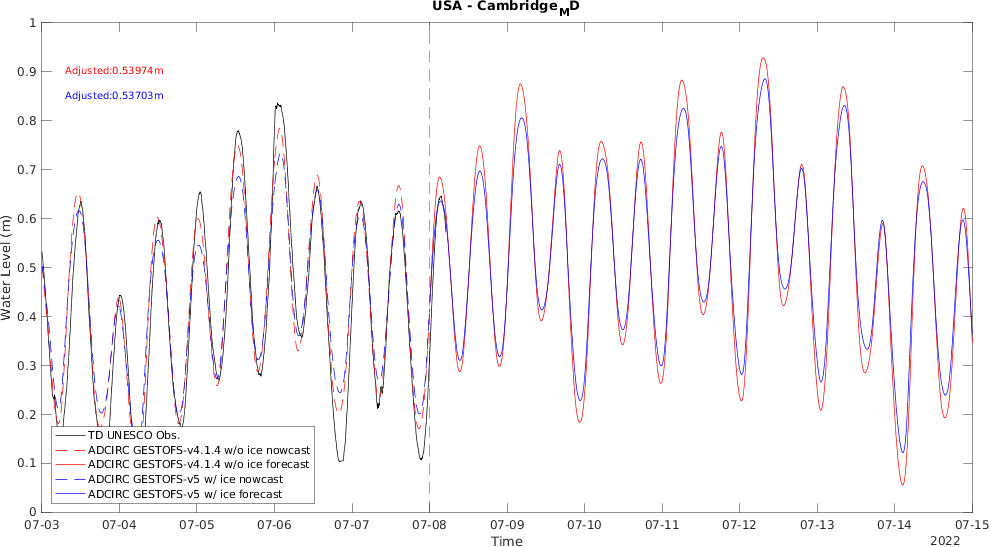 USA - Cambridge_MD
Adjusted:0.53974m
Adjusted:0.53703m
Water Level (m)
1
0.9
0.8
0.7
0.6
0.5
0.4
0.3
0.2
0.1
0
TD UNESCO Obs.
ADCIRC GESTOFS-v4.1.4 w/o ice nowcast
ADCIRC GESTOFS-v4.1.4 w/o ice forecast
ADCIRC GESTOFS-v5 w/ ice nowcast
ADCIRC GESTOFS-v5 w/ ice forecast
07-03 07-04 07-05 07-06 07-07 07-08 07-09 07-10 07-11 07-12 07-13 07-14 07-15
Time
2022